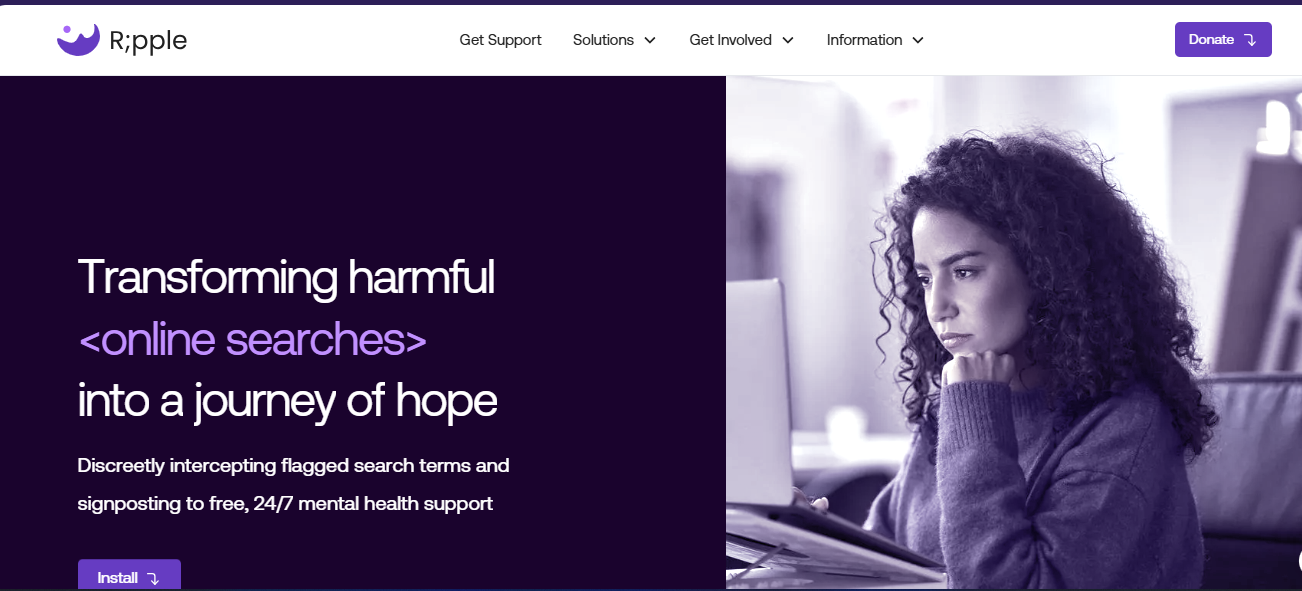 R;pple
Get Support
Solutions
Get Involved
Information
Donate
Transforming harmful
<online searches>
into a journey of hope
Discreetly intercepting flagged search terms and
signposting to free, 24/7 mental health support
Install